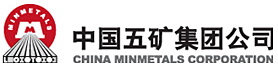 MINMETALS
中国五矿集团公司
CHINA MINMETALS CORPORATION